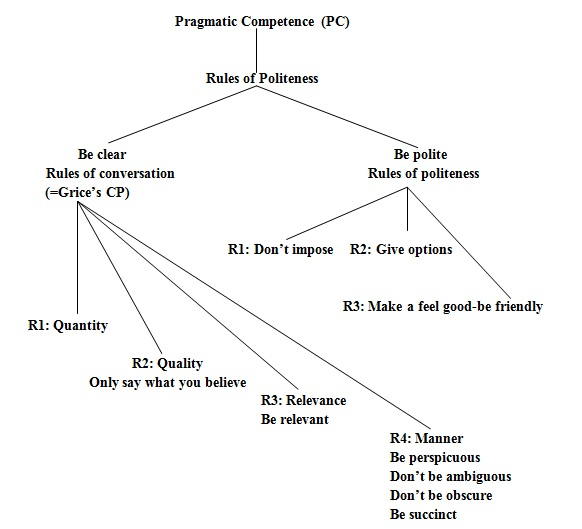 Pragmatic Competence (PC)
Rules of Politeness
Be clear
Rules of conversation
(=Grice's CP)
Be polite
Rules of politeness
R1: Don't impose
R2: Give options
R3: Make a feel good-be friendly
R1: Quantity
R2: Quality
Only say what you believe
R3: Relevance
Be relevant
R4: Manner
Be perspicuous
Don't be ambiguous
Don't be obscure
Be succinct